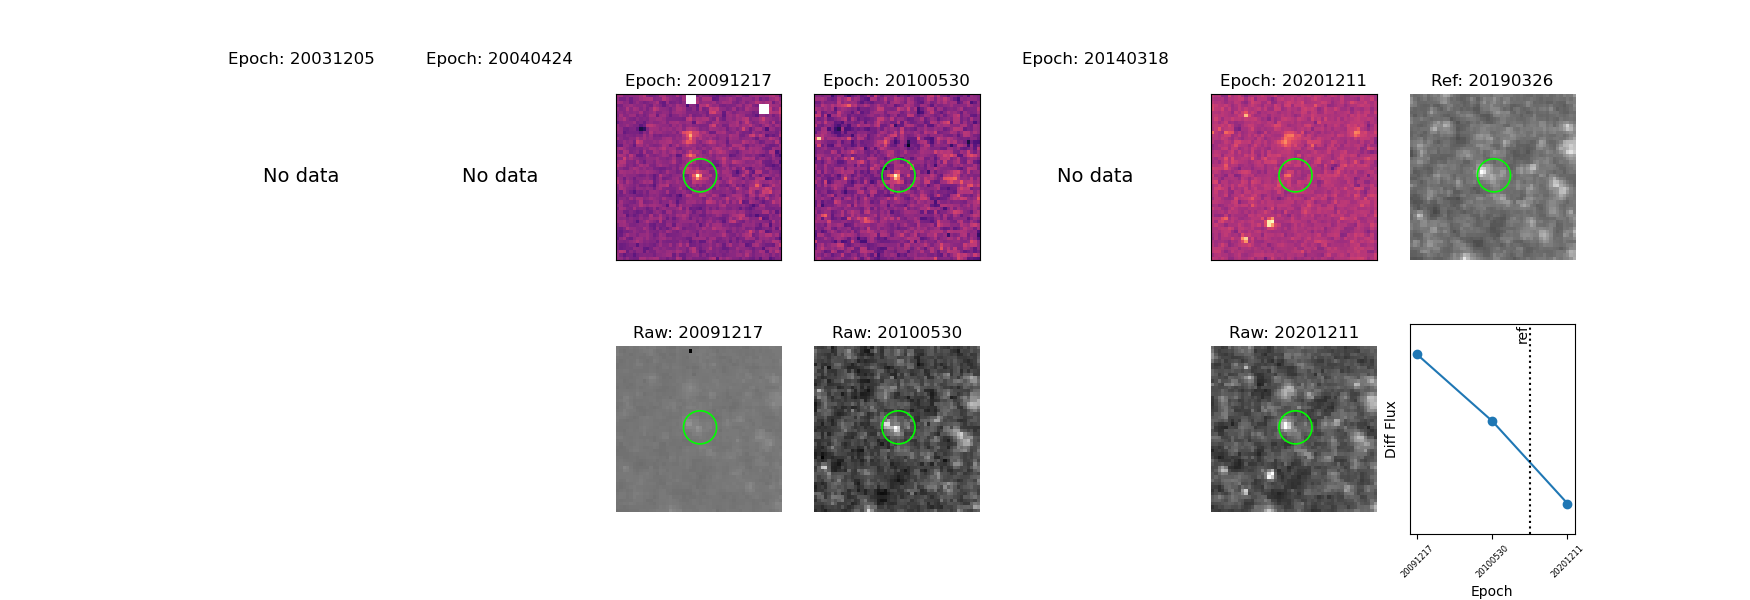 Epoch: 20031205
Epoch: 20040424
Epoch: 20091217
Epoch: 20100530
Epoch: 20140318
Epoch: 20201211
Ref: 20190326
No data
No data
No data
Raw: 20091217
Raw: 20100530
Raw: 20201211
ref
Diff Flux
20091217
20100530
20201211
Epoch